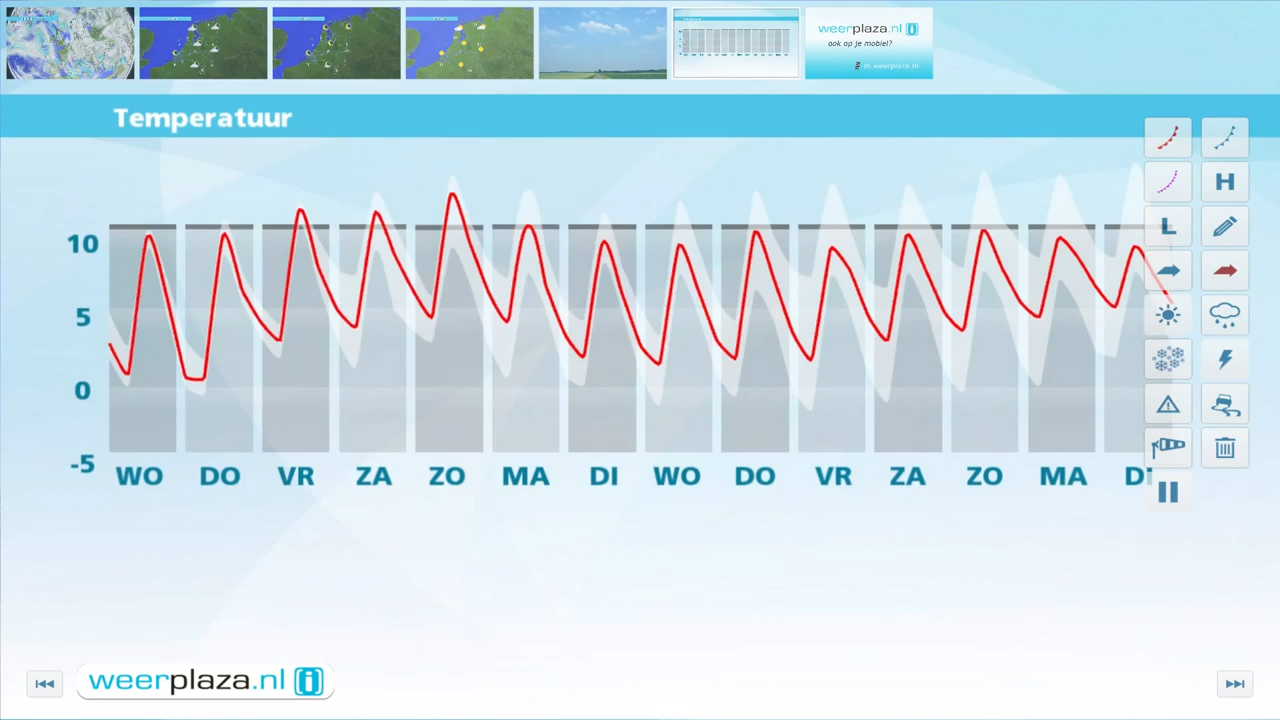 weerplaza.nl
ook op je mobiel?
m.weerplaza.nl
Temperatuur
H
L
10
5
0
-5
WO DO VR ZA ZO MA DI WO DO VR ZA ZO MA DI
weerplaza.nl